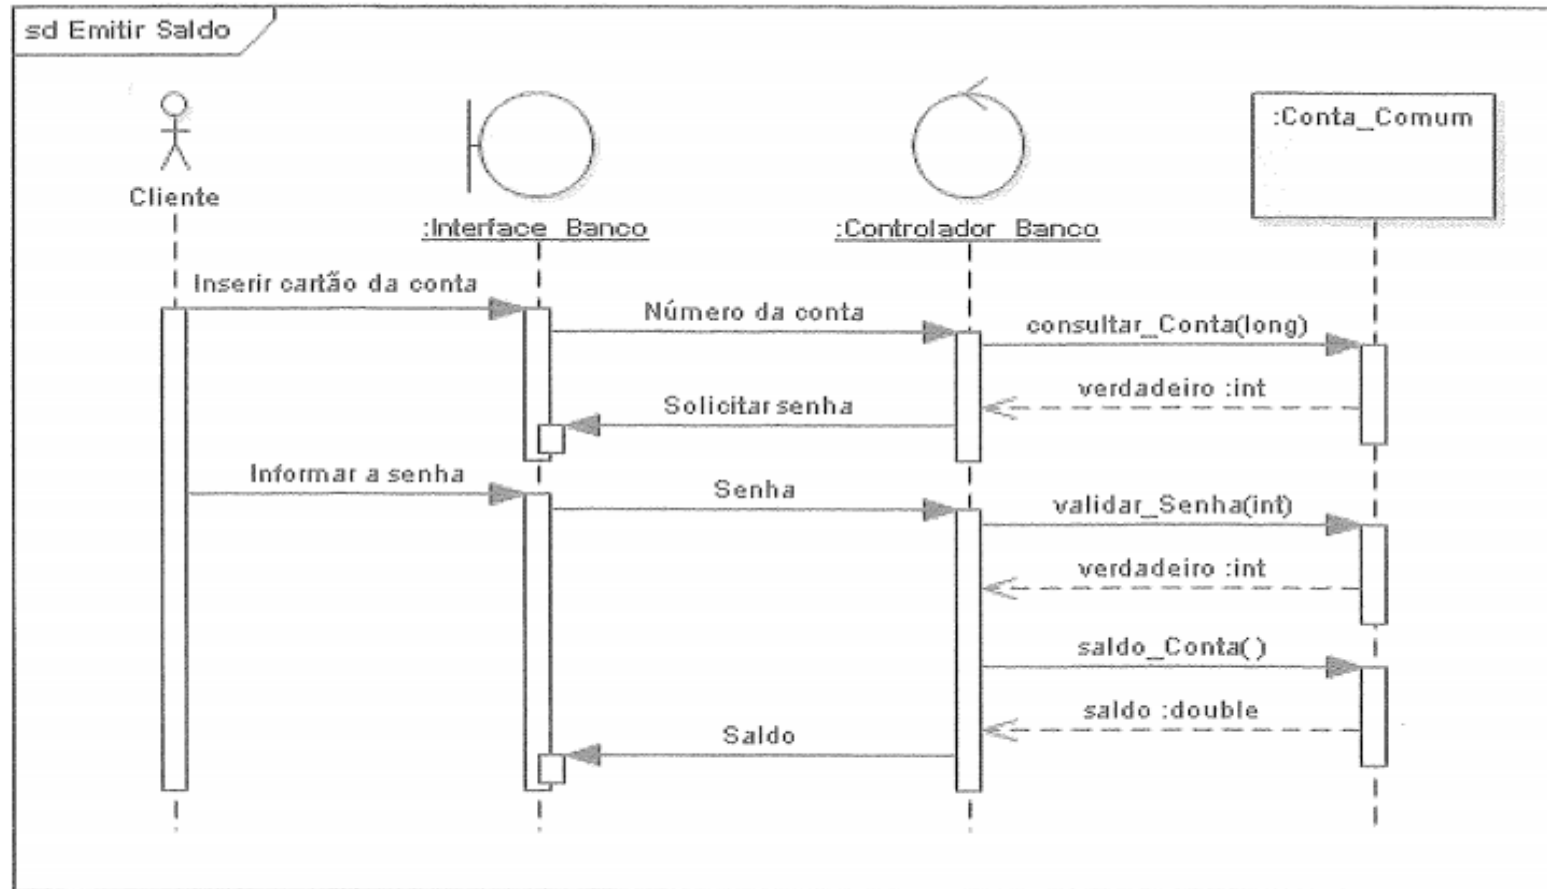 sd Emitir Saldo
Cliente
:Interface_Banco
:Controlador_Banco
:Conta_Comum
Inserir cartão da conta
Número da conta
consultar_Conta(long)
verdadeiro :int
Solicitar senha
Informar a senha
Senha
validar_Senha(int)
verdadeiro :int
saldo_Conta()
saldo :double
Saldo